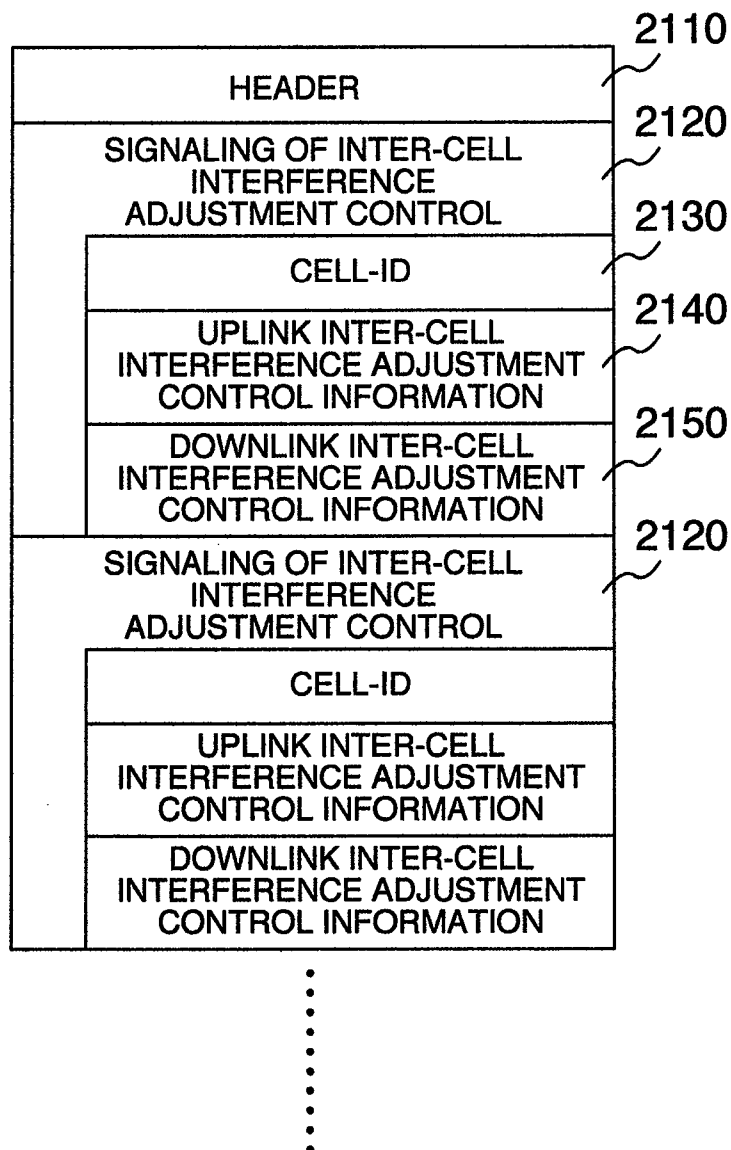 2110
HEADER
2120
SIGNALING OF INTER-CELL
INTERFERENCE
ADJUSTMENT CONTROL
2130
CELL-ID
2140
UPLINK INTER-CELL
INTERFERENCE ADJUSTMENT
CONTROL INFORMATION
2150
DOWNLINK INTER-CELL
INTERFERENCE ADJUSTMENT
CONTROL INFORMATION
2120
SIGNALING OF INTER-CELL
INTERFERENCE
ADJUSTMENT CONTROL
CELL-ID
UPLINK INTER-CELL
INTERFERENCE ADJUSTMENT
CONTROL INFORMATION
DOWNLINK INTER-CELL
INTERFERENCE ADJUSTMENT
CONTROL INFORMATION